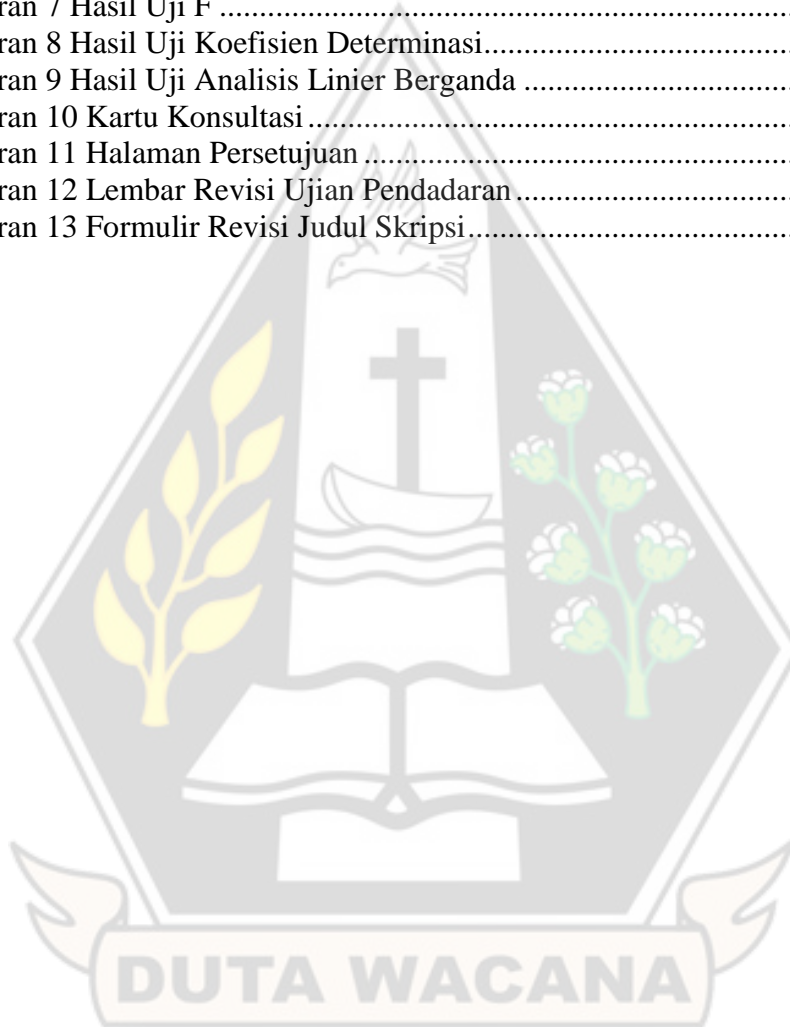 ran 7 Hasil Uji F ........................................................................
ran 8 Hasil Uji Koefisien Determinasi.......................................
ran 9 Hasil Uji Analisis Linier Berganda ..................................
ran 10 Kartu Konsultasi.............................................................
ran 11 Halaman Persetujuan ......................................................
ran 12 Lembar Revisi Ujian Pendadaran...................................
ran 13 Formulir Revisi Judul Skripsi.........................................
DUTA WACANA